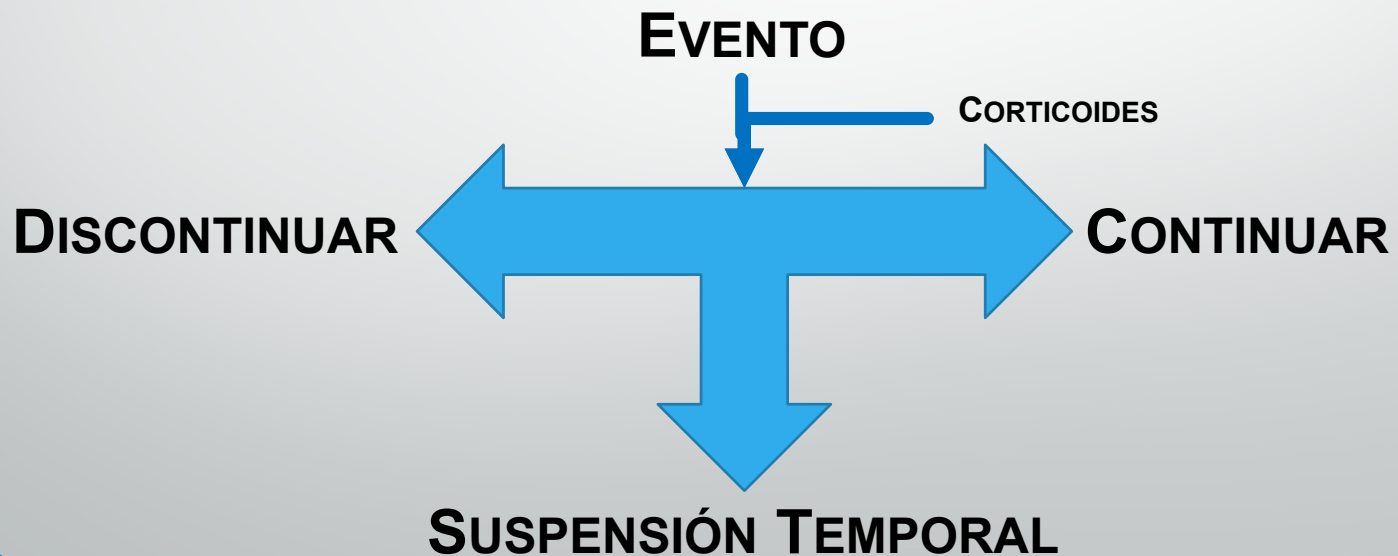 EVENTO
CORTICOIDES
DISCONTINUAR
CONTINUAR
SUSPENSIÓN TEMPORAL